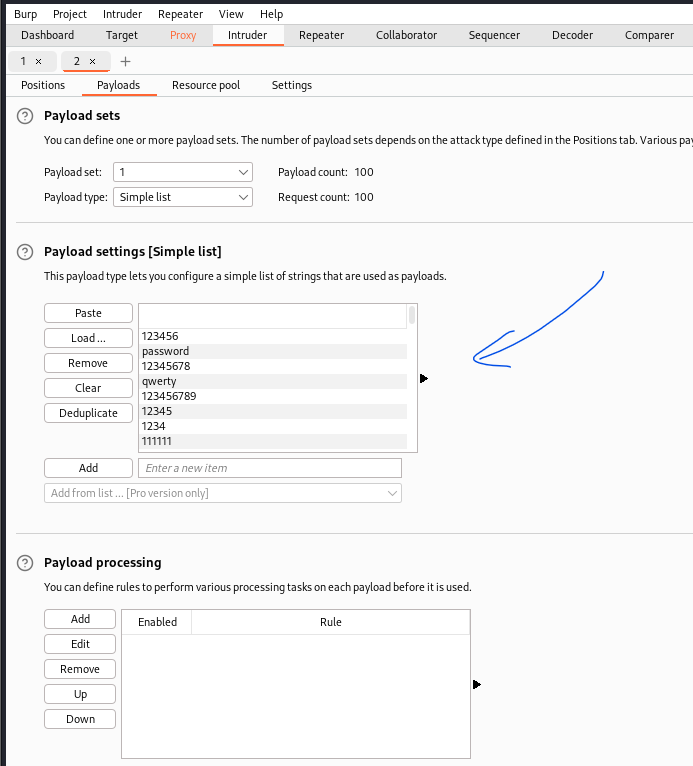 Burp Project Intruder Repeater View Help
Dashboard Target Proxy Intruder Repeater Collaborator Sequencer Decoder Comparer
1 × 2 × +
Positions Payloads Resource pool Settings
? Payload sets
You can define one or more payload sets. The number of payload sets depends on the attack type defined in the Positions tab. Various pay
Payload set: 1 Payload count: 100
Payload type: Simple list Request count: 100
? Payload settings [Simple list]
This payload type lets you configure a simple list of strings that are used as payloads.
Paste
Load ...
Remove
Clear
Deduplicate
123456
password
12345678
qwerty
123456789
12345
1234
111111
Add Enter a new item
Add from list ... [Pro version only]
? Payload processing
You can define rules to perform various processing tasks on each payload before it is used.
Add
Edit
Remove
Up
Down
Enabled Rule